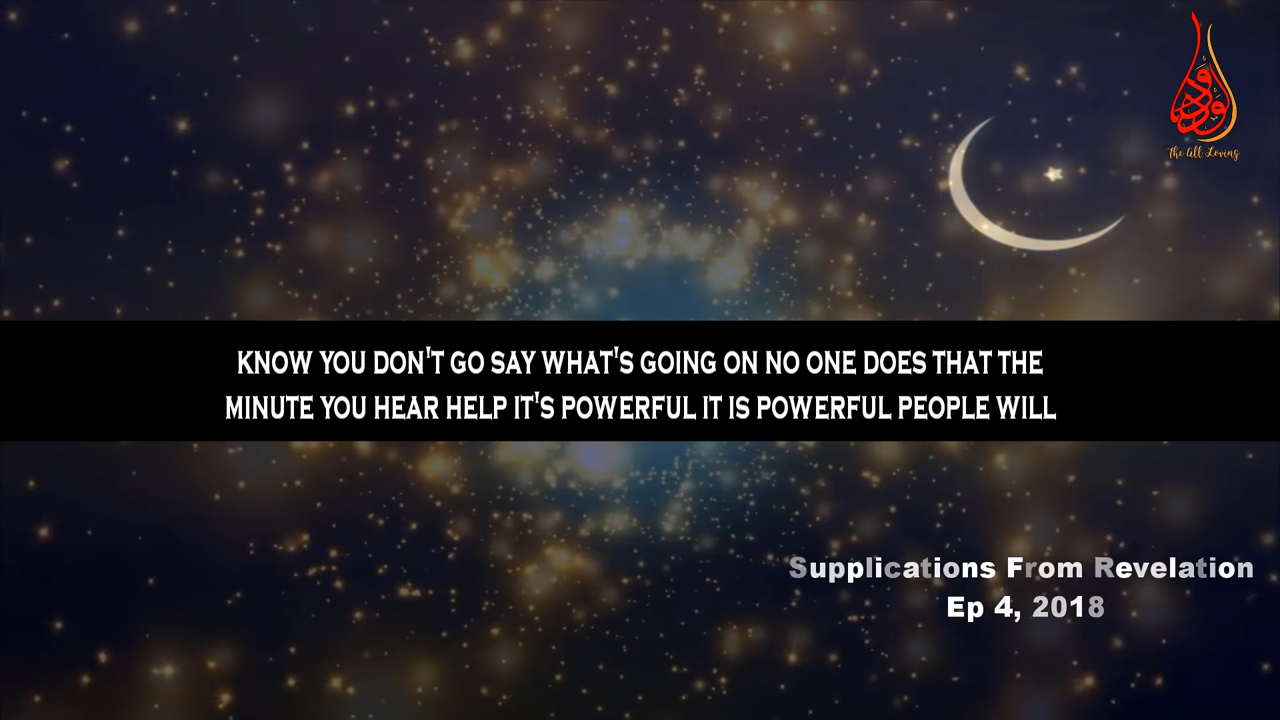 الودود
The All Loving
KNOW YOU DON'T GO SAY WHAT'S GOING ON NO ONE DOES THAT THE
MINUTE YOU HEAR HELP IT'S POWERFUL IT IS POWERFUL PEOPLE WILL
Supplications From Revelation
Ep 4, 2018